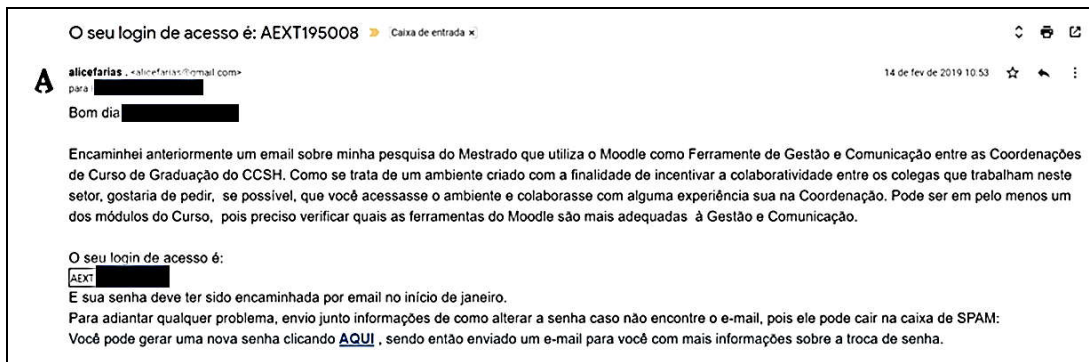 O seu login de acesso é: AEXT195008 Caixa de entrada x
alicefarias . <alicefarias@gmail.com> 14 de fev de 2019 10:53
para
Bom dia
Encaminhei anteriormente um email sobre minha pesquisa do Mestrado que utiliza o Moodle como Ferramente de Gestão e Comunicação entre as Coordenações
de Curso de Graduação do CCSH. Como se trata de um ambiente criado com a finalidade de incentivar a colaboratividade entre os colegas que trabalham neste
setor, gostaria de pedir, se possível, que você acessasse o ambiente e colaborasse com alguma experiência sua na Coordenação. Pode ser em pelo menos um
dos módulos do Curso, pois preciso verificar quais as ferramentas do Moodle são mais adequadas à Gestão e Comunicação.
O seu login de acesso é:
AEXT
E sua senha deve ter sido encaminhada por email no início de janeiro.
Para adiantar qualquer problema, envio junto informações de como alterar a senha caso não encontre o e-mail, pois ele pode cair na caixa de SPAM:
Você pode gerar uma nova senha clicando AQUI , sendo então enviado um e-mail para você com mais informações sobre a troca de senha.